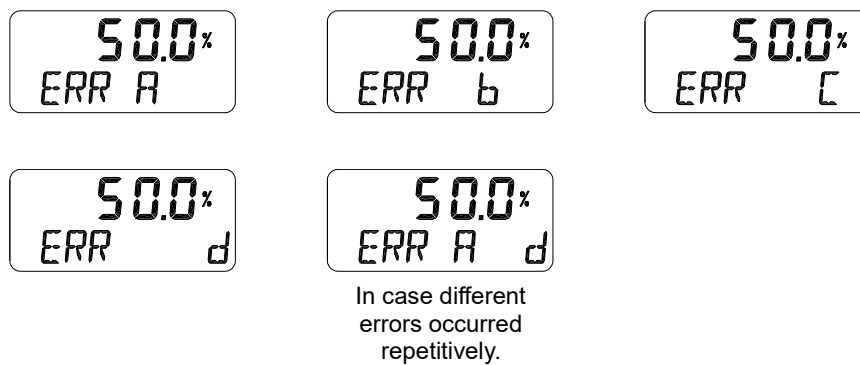 50.0%
ERR A
50.0%
ERR b
50.0%
ERR C
50.0%
ERR d
50.0%
ERR A d
In case different
errors occurred
repetitively.